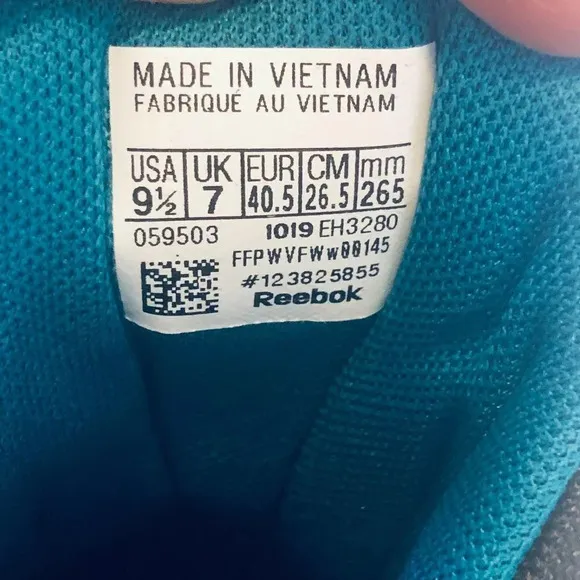 MADE IN VIETNAM
FABRIQUÉ AU VIETNAM
USA UK EUR CM mm
9½ 7 40.5 26.5 265
059503 1019 EH3280
FFPWVFWw00145
#123825855
Reebok